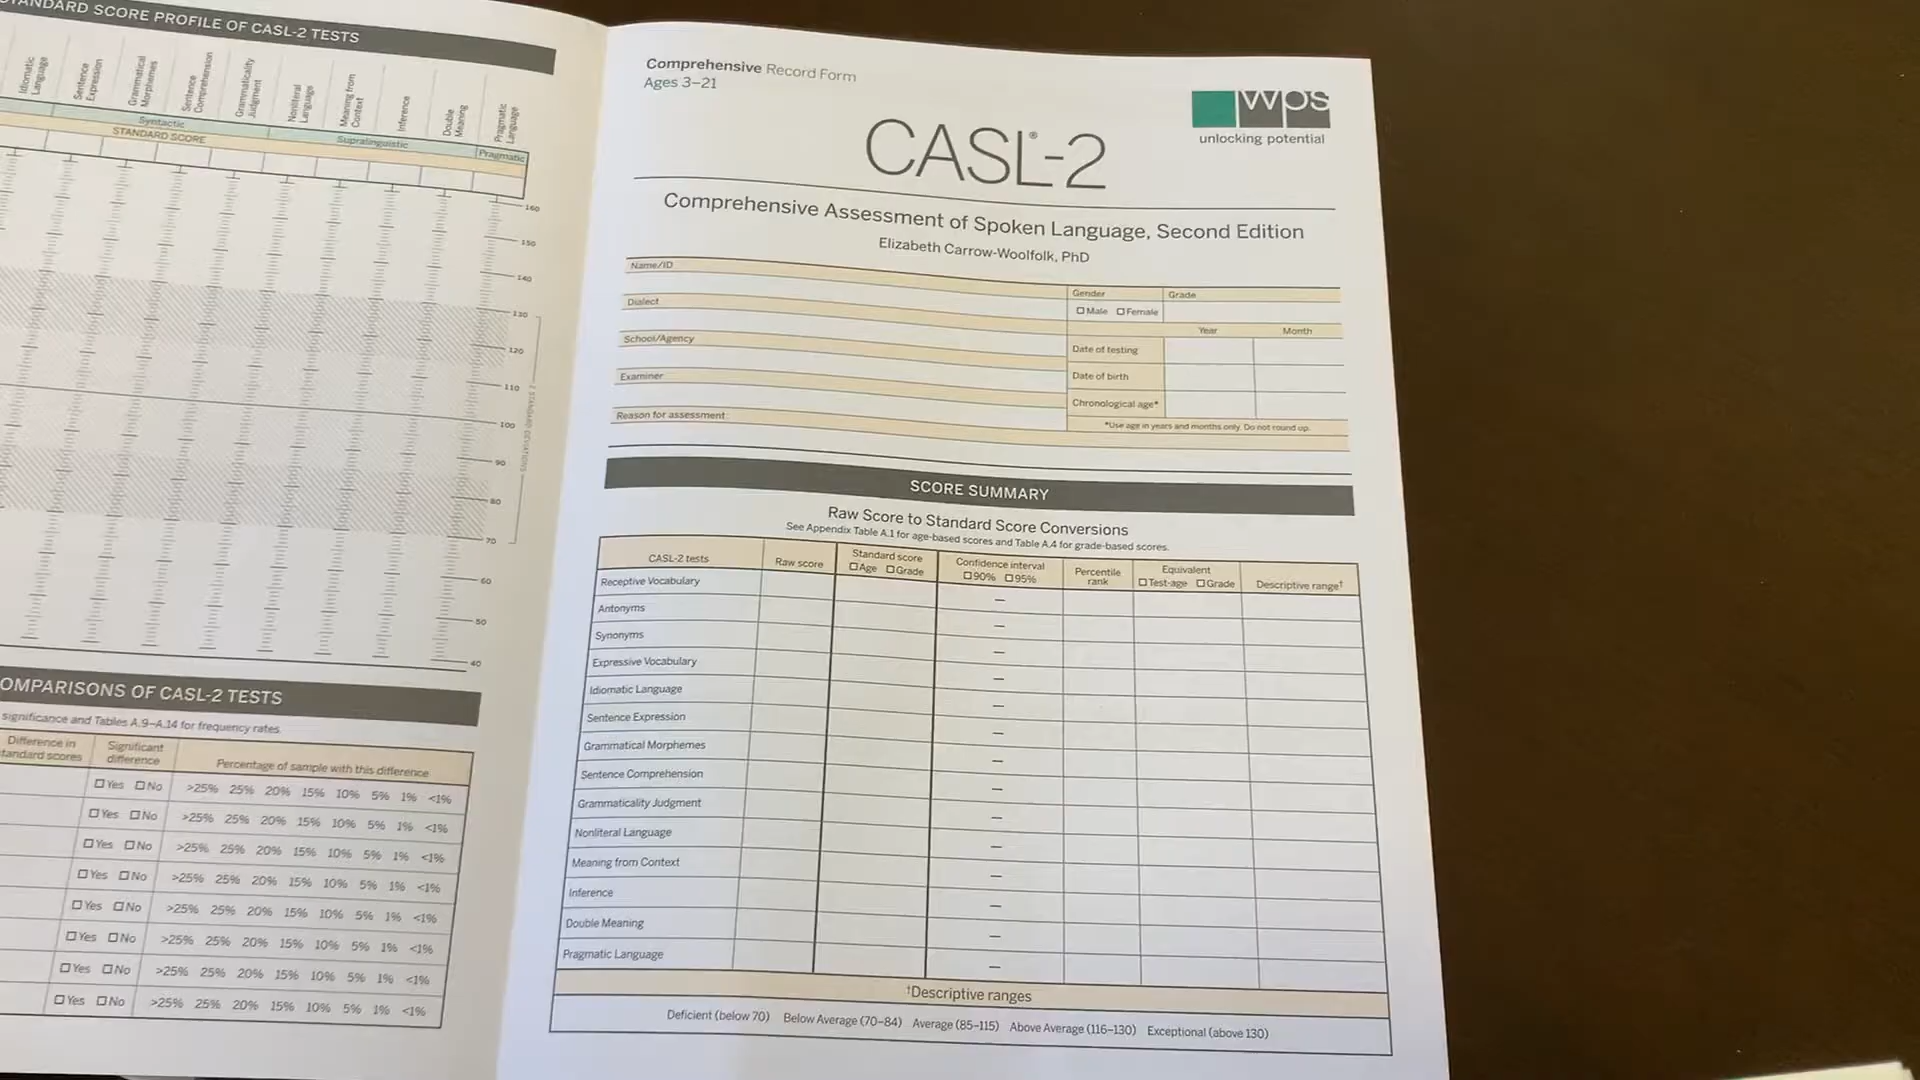 STANDARD SCORE PROFILE OF CASL-2 TESTS
Idiomatic Language
Sentence Expression
Grammatical Morphemes
Sentence Comprehension
Grammaticality Judgment
Nonliteral Language
Meaning from Context
Inference
Double Meaning
Pragmatic Language
Syntactic
Supralinguistic
Pragmatic
STANDARD SCORE
160
150
140
130
120
110
100
90
80
70
60
50
40
2 STANDARD DEVIATIONS
OMPARISONS OF CASL-2 TESTS
significance and Tables A.9–A.14 for frequency rates.
Difference in standard scores
Significant difference
Percentage of sample with this difference
☐ Yes ☐ No >25% 25% 20% 15% 10% 5% 1% <1%
☐ Yes ☐ No >25% 25% 20% 15% 10% 5% 1% <1%
☐ Yes ☐ No >25% 25% 20% 15% 10% 5% 1% <1%
☐ Yes ☐ No >25% 25% 20% 15% 10% 5% 1% <1%
☐ Yes ☐ No >25% 25% 20% 15% 10% 5% 1% <1%
☐ Yes ☐ No >25% 25% 20% 15% 10% 5% 1% <1%
☐ Yes ☐ No >25% 25% 20% 15% 10% 5% 1% <1%
☐ Yes ☐ No >25% 25% 20% 15% 10% 5% 1% <1%
Comprehensive Record Form
Ages 3–21
wps
unlocking potential
CASL®-2
Comprehensive Assessment of Spoken Language, Second Edition
Elizabeth Carrow-Woolfolk, PhD
Name/ID
Gender
Grade
☐ Male ☐ Female
Dialect
Year Month
School/Agency
Date of testing
Examiner
Date of birth
Chronological age*
Reason for assessment:
*Use age in years and months only. Do not round up.
SCORE SUMMARY
Raw Score to Standard Score Conversions
See Appendix Table A.1 for age-based scores and Table A.4 for grade-based scores.
CASL-2 tests
Raw score
Standard score
☐ Age ☐ Grade
Confidence interval
☐ 90% ☐ 95%
Percentile rank
Equivalent
☐ Test-age ☐ Grade
Descriptive range†
Receptive Vocabulary –
Antonyms –
Synonyms –
Expressive Vocabulary –
Idiomatic Language –
Sentence Expression –
Grammatical Morphemes –
Sentence Comprehension –
Grammaticality Judgment –
Nonliteral Language –
Meaning from Context –
Inference –
Double Meaning –
Pragmatic Language –
†Descriptive ranges
Deficient (below 70) Below Average (70–84) Average (85–115) Above Average (116–130) Exceptional (above 130)